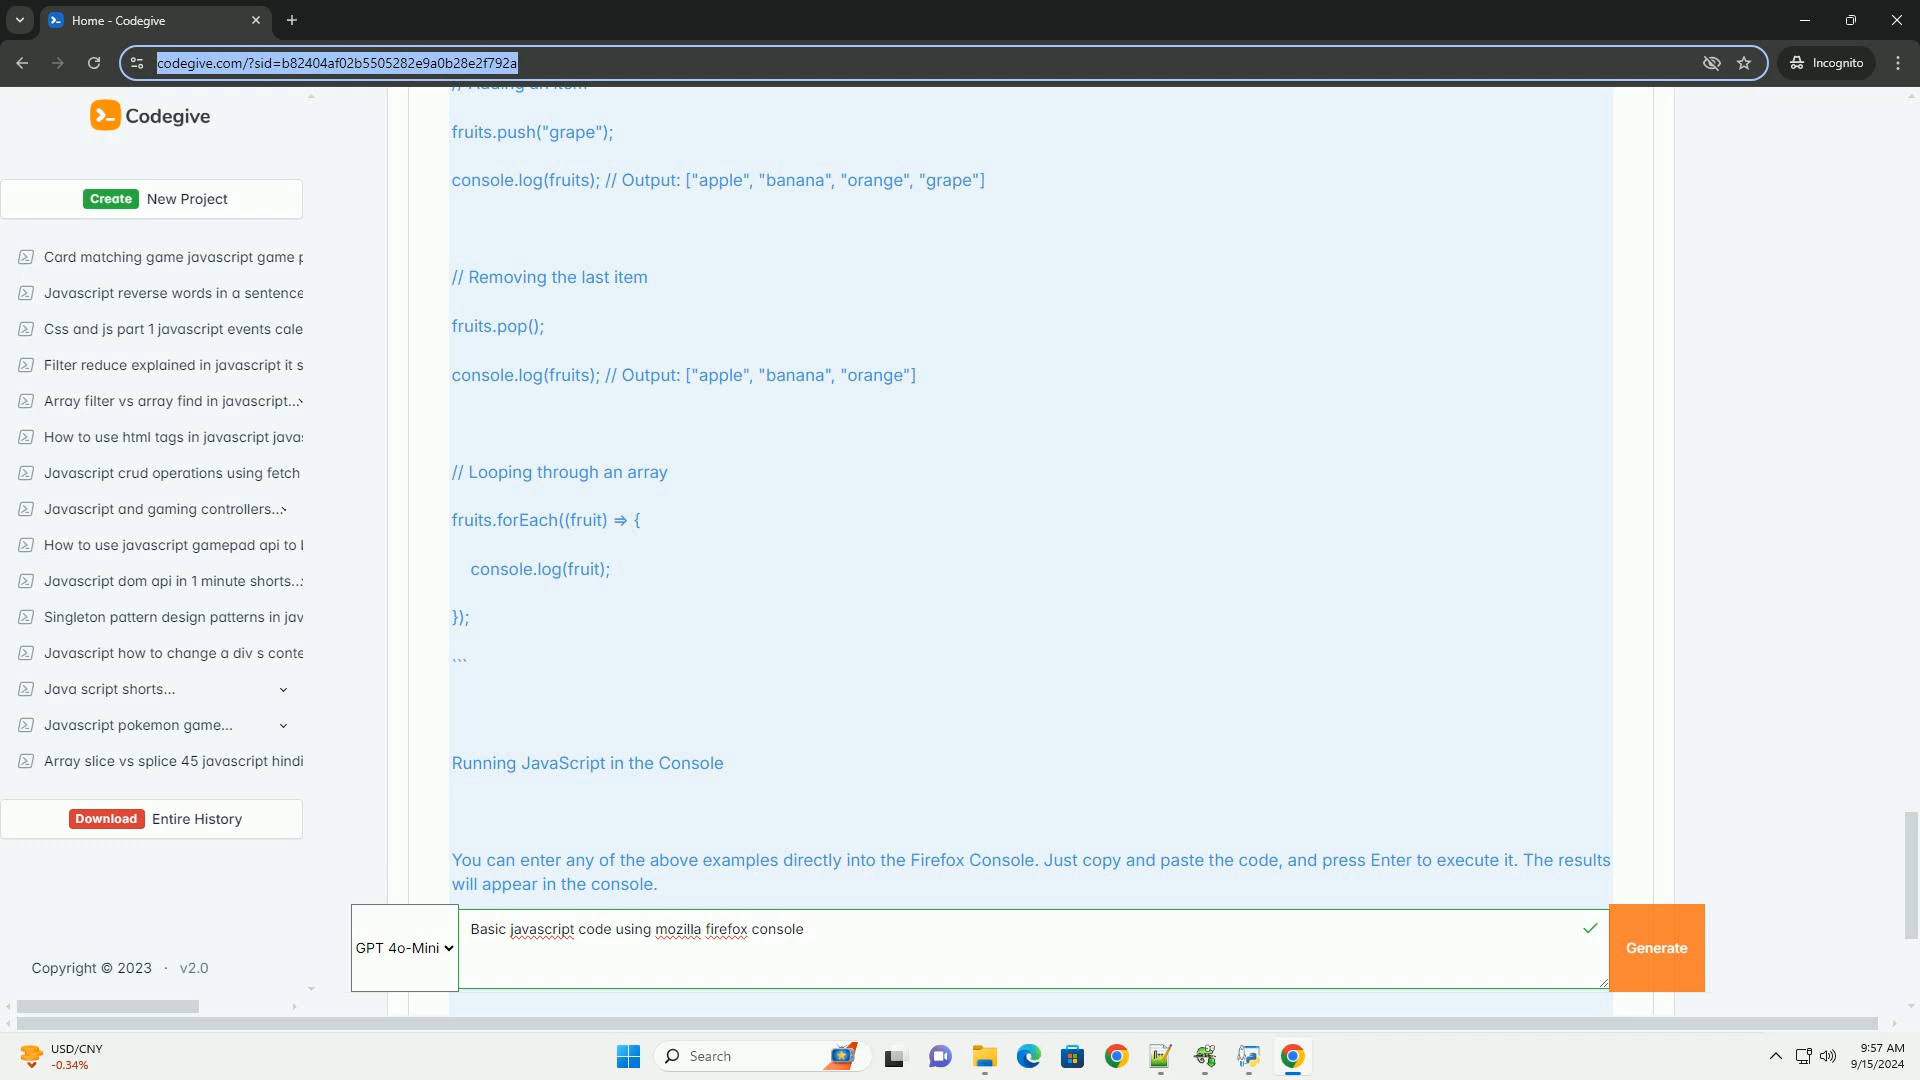 Home - Codegive
codegive.com/?sid=b82404af02b5505282e9a0b28e2f792a
Incognito
Codegive
Create New Project
Card matching game javascript game p
Javascript reverse words in a sentence
Css and js part 1 javascript events cale
Filter reduce explained in javascript it s
Array filter vs array find in javascript...
How to use html tags in javascript java
Javascript crud operations using fetch
Javascript and gaming controllers...
How to use javascript gamepad api to
Javascript dom api in 1 minute shorts...
Singleton pattern design patterns in jav
Javascript how to change a div s conte
Java script shorts...
Javascript pokemon game...
Array slice vs splice 45 javascript hindi
Download Entire History
Copyright © 2023 · v2.0
// Adding an item
fruits.push("grape");
console.log(fruits); // Output: ["apple", "banana", "orange", "grape"]
// Removing the last item
fruits.pop();
console.log(fruits); // Output: ["apple", "banana", "orange"]
// Looping through an array
fruits.forEach((fruit) => {
console.log(fruit);
});
```
Running JavaScript in the Console
You can enter any of the above examples directly into the Firefox Console. Just copy and paste the code, and press Enter to execute it. The results
will appear in the console.
GPT 4o-Mini
Basic javascript code using mozilla firefox console
Generate
USD/CNY
-0.34%
Search
9:57 AM
9/15/2024